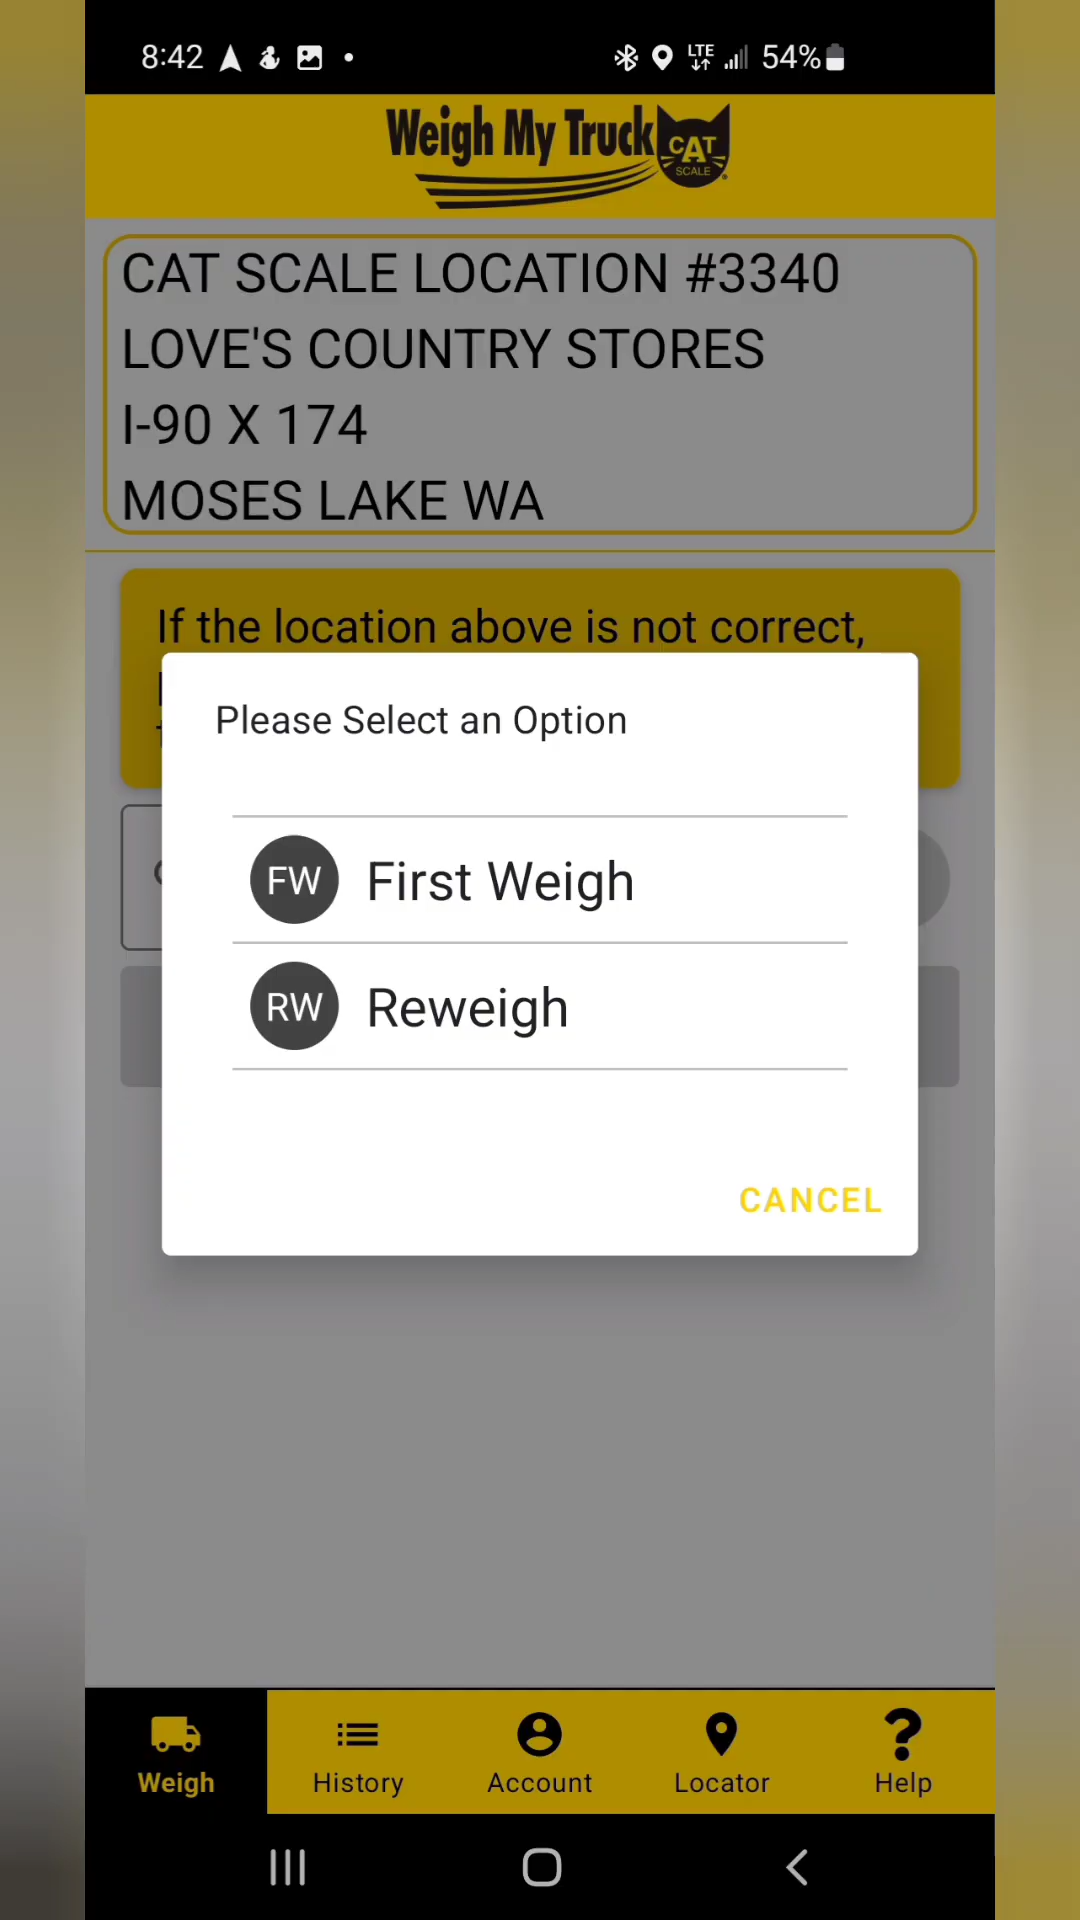 8:42
LTE
54%
Weigh My Truck
CAT
SCALE
CAT SCALE LOCATION #3340
LOVE'S COUNTRY STORES
I-90 X 174
MOSES LAKE WA
If the location above is not correct,
Please Select an Option
FW First Weigh
RW Reweigh
CANCEL
Weigh History Account Locator Help